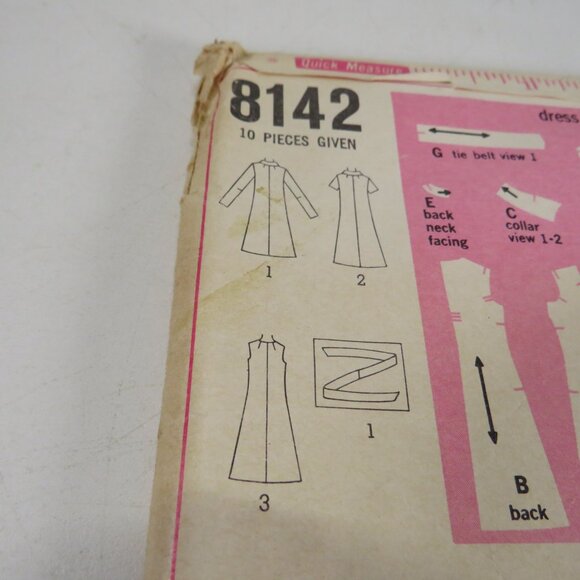 Quick Measure
8142
10 PIECES GIVEN
dress
G tie belt view 1
E
back
neck
facing
C
collar
view 1-2
1
2
3
1
B
back